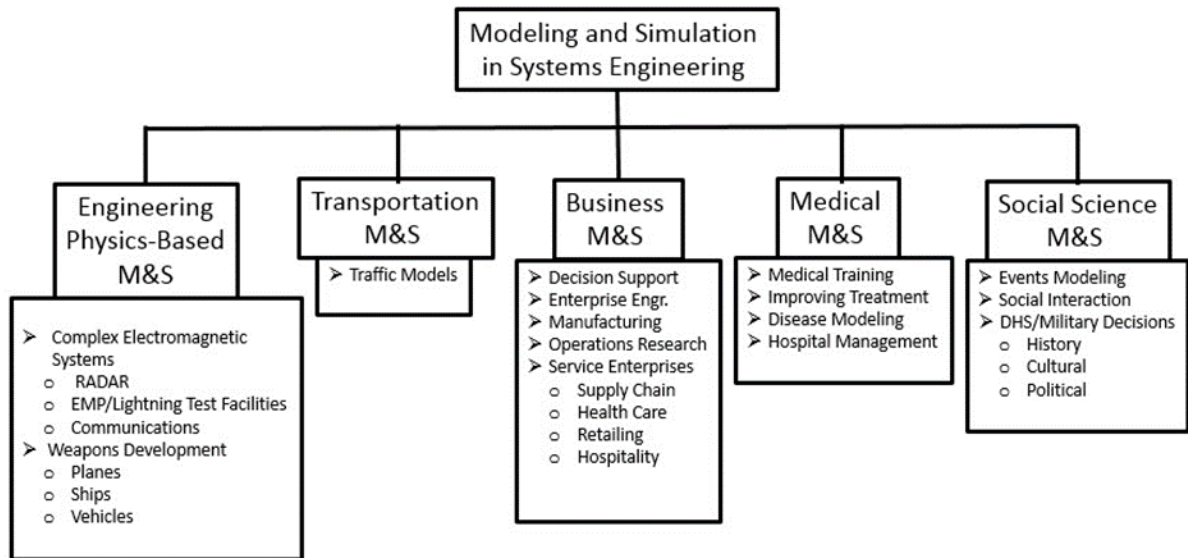 Modeling and Simulation
in Systems Engineering
Engineering
Physics-Based
M&S
➢ Complex Electromagnetic
Systems
o RADAR
o EMP/Lightning Test Facilities
o Communications
➢ Weapons Development
o Planes
o Ships
o Vehicles
Transportation
M&S
➢ Traffic Models
Business
M&S
➢ Decision Support
➢ Enterprise Engr.
➢ Manufacturing
➢ Operations Research
➢ Service Enterprises
o Supply Chain
o Health Care
o Retailing
o Hospitality
Medical
M&S
➢ Medical Training
➢ Improving Treatment
➢ Disease Modeling
➢ Hospital Management
Social Science
M&S
➢ Events Modeling
➢ Social Interaction
➢ DHS/Military Decisions
o History
o Cultural
o Political